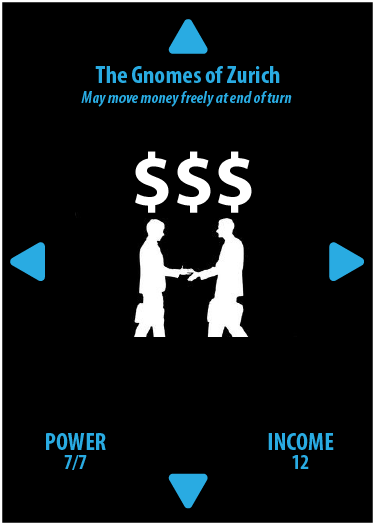 The Gnomes of Zurich
May move money freely at end of turn
$$$
POWER
7/7
INCOME
12